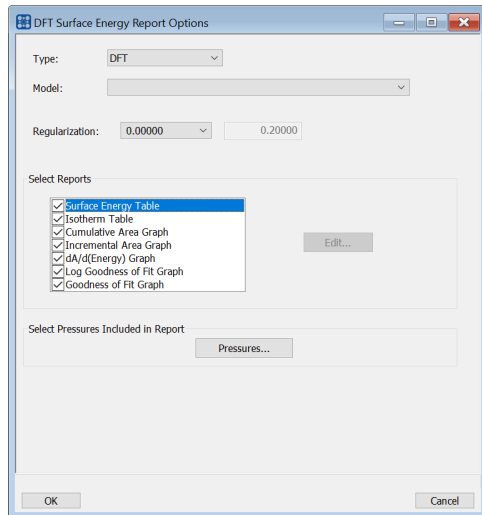 DFT Surface Energy Report Options
Type: DFT
Model:
Regularization: 0.00000 0.20000
Select Reports
Surface Energy Table
Isotherm Table
Cumulative Area Graph
Incremental Area Graph
dA/d(Energy) Graph
Log Goodness of Fit Graph
Goodness of Fit Graph
Edit...
Select Pressures Included in Report
Pressures...
OK Cancel